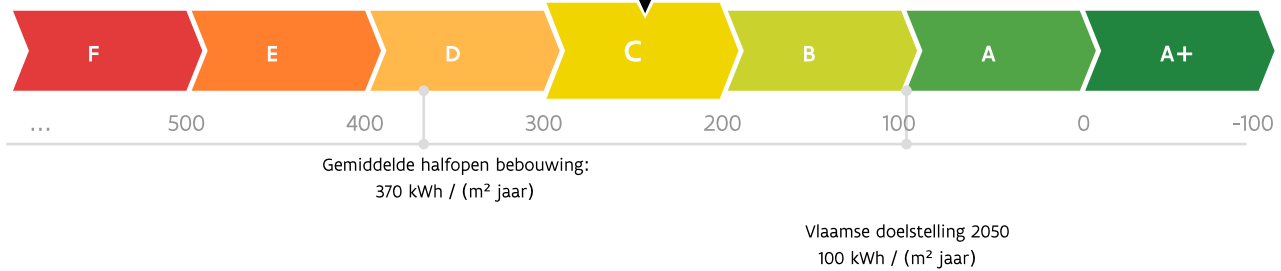 F E D C B A A+
... 500 400 300 200 100 0 -100
Gemiddelde halfopen bebouwing:
370 kWh / (m² jaar)
Vlaamse doelstelling 2050
100 kWh / (m² jaar)